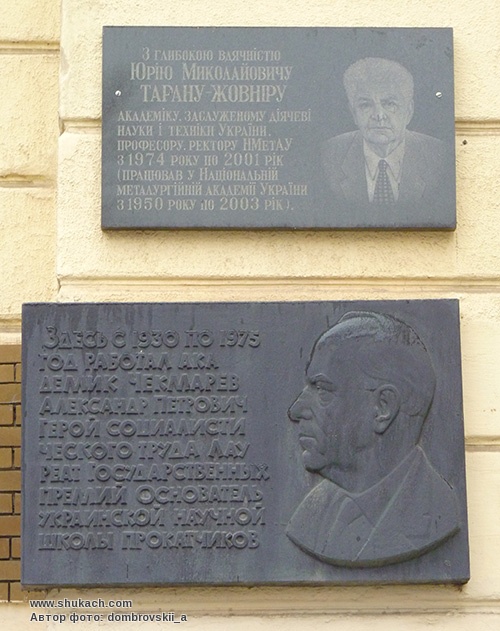 З глибокою вдячністю
Юрію Миколайовичу
Тарану-Жовніру
академіку, заслуженому діячеві
науки і техніки України,
професору, ректору НМетАУ
з 1974 року по 2001 рік
(працював у Національній
металургійній академії України
з 1950 року по 2003 рік).
Здесь с 1930 по 1975
год работал ака
демик Чекмарев
Александр Петрович
Герой Социалисти
ческого Труда Лау
реат Государственных
премий Основатель
украинской научной
школы прокатчиков
www.shukach.com
Автор фото: dombrovskii_a